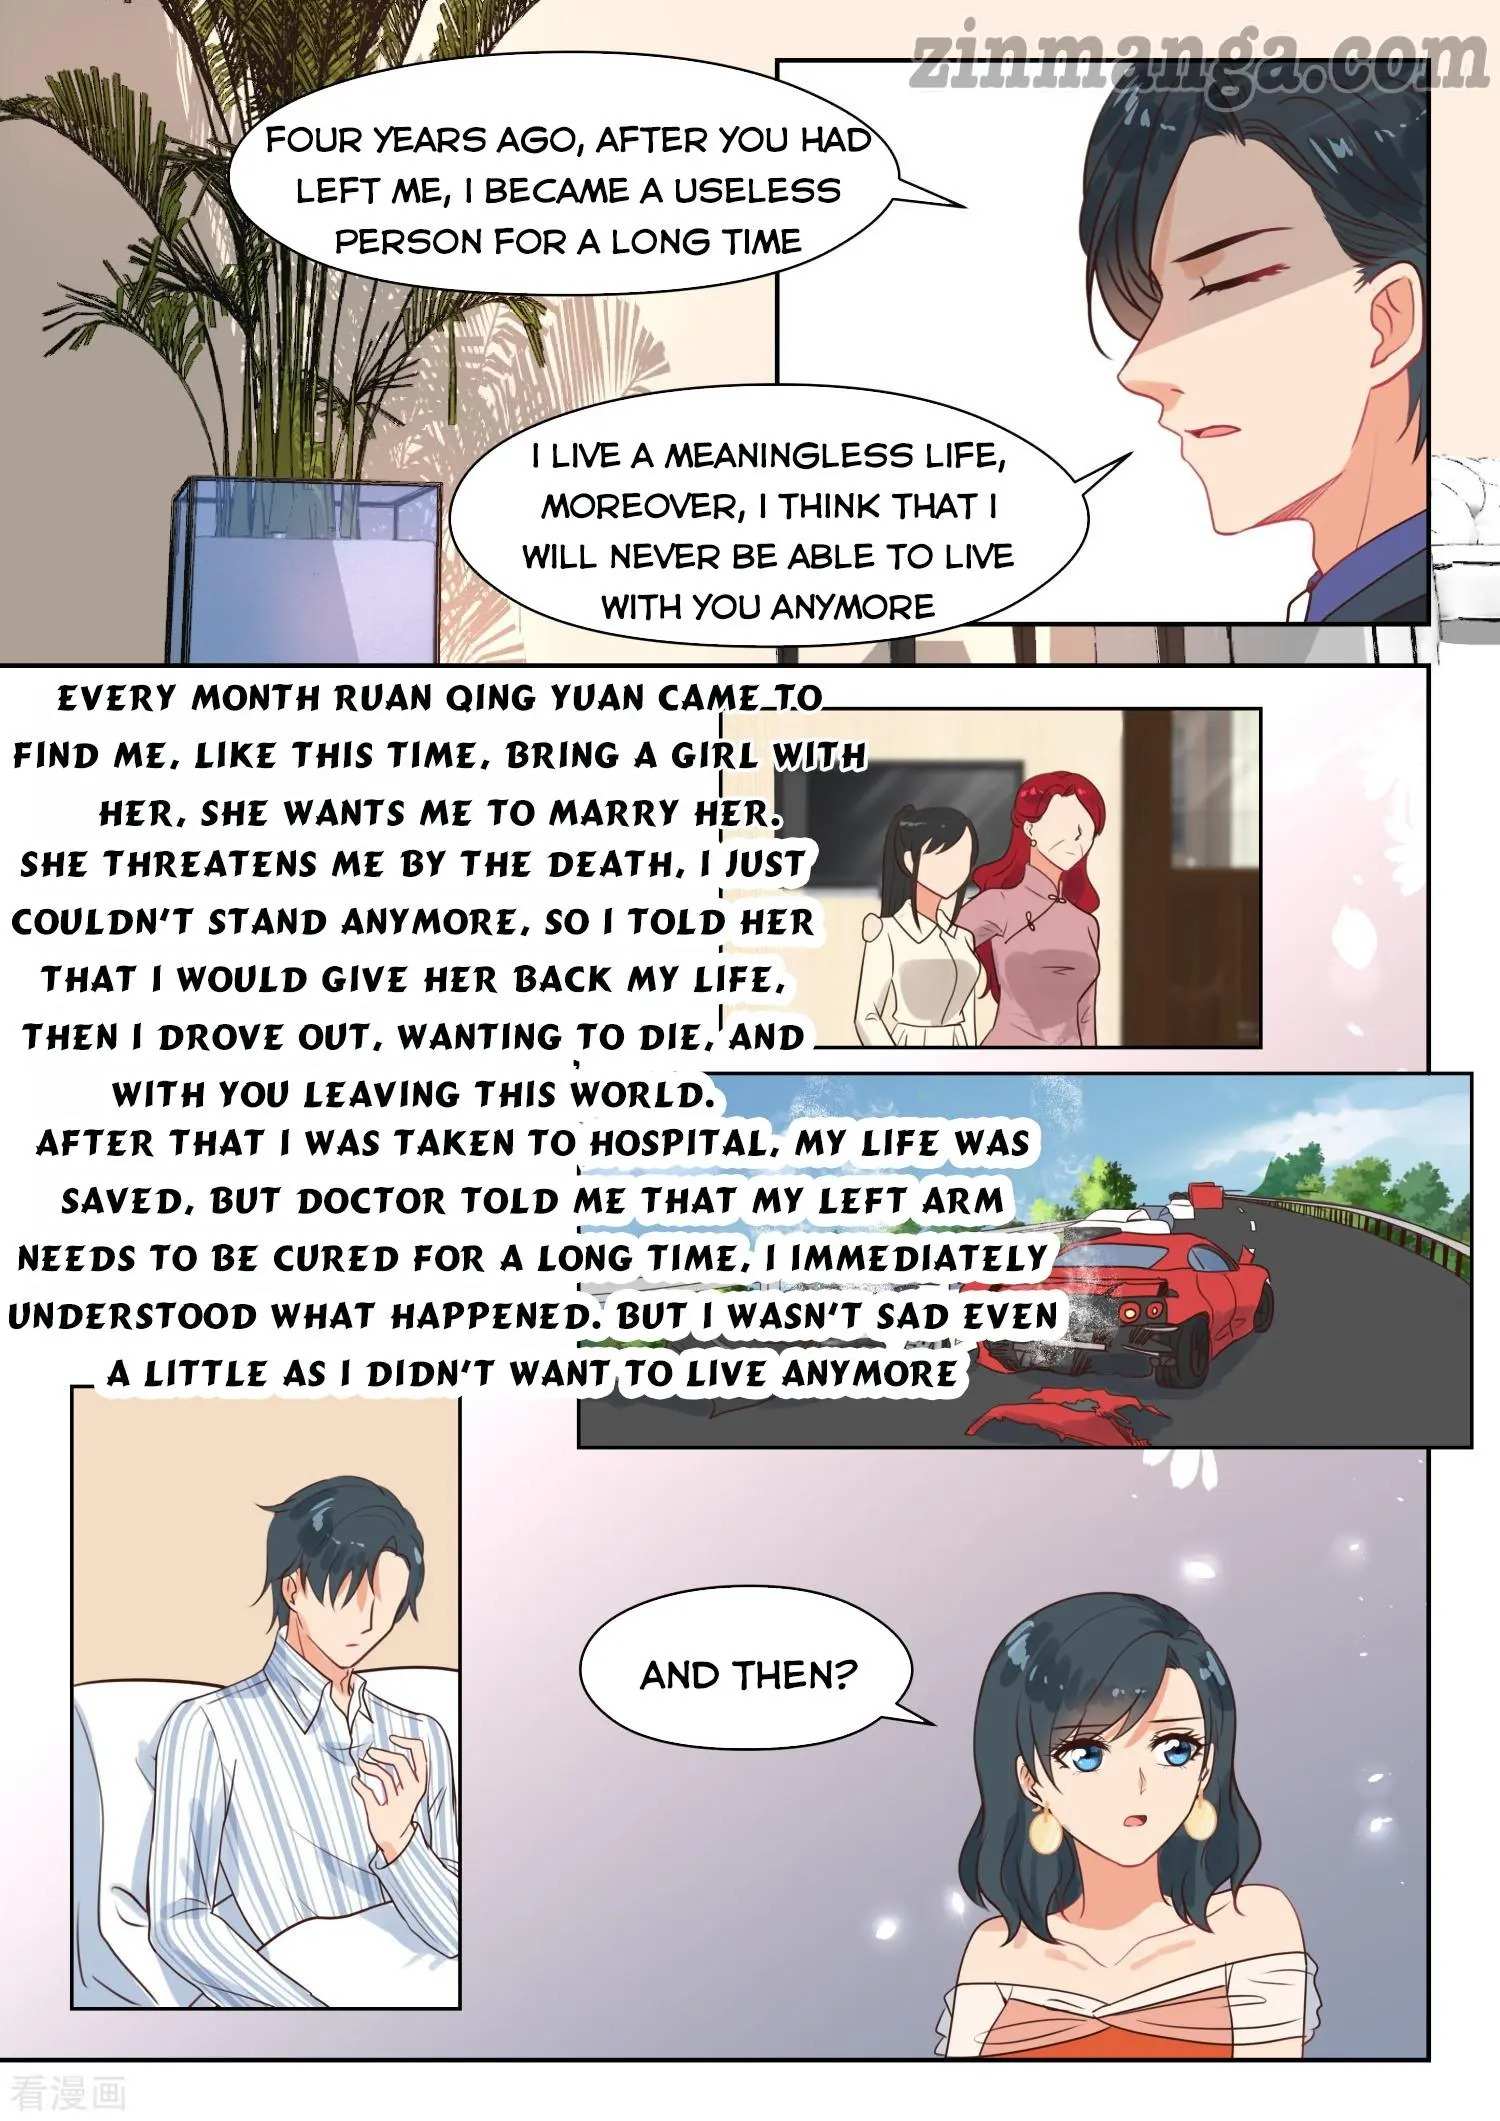 zinmanga.com
FOUR YEARS AGO, AFTER YOU HAD
LEFT ME, I BECAME A USELESS
PERSON FOR A LONG TIME
I LIVE A MEANINGLESS LIFE,
MOREOVER, I THINK THAT I
WILL NEVER BE ABLE TO LIVE
WITH YOU ANYMORE
EVERY MONTH RUAN QING YUAN CAME TO
FIND ME, LIKE THIS TIME, BRING A GIRL WITH
HER, SHE WANTS ME TO MARRY HER.
SHE THREATENS ME BY THE DEATH, I JUST
COULDN'T STAND ANYMORE, SO I TOLD HER
THAT I WOULD GIVE HER BACK MY LIFE,
THEN I DROVE OUT, WANTING TO DIE, AND
WITH YOU LEAVING THIS WORLD.
AFTER THAT I WAS TAKEN TO HOSPITAL, MY LIFE WAS
SAVED, BUT DOCTOR TOLD ME THAT MY LEFT ARM
NEEDS TO BE CURED FOR A LONG TIME, I IMMEDIATELY
UNDERSTOOD WHAT HAPPENED. BUT I WASN'T SAD EVEN
A LITTLE AS I DIDN'T WANT TO LIVE ANYMORE
AND THEN?
看漫画